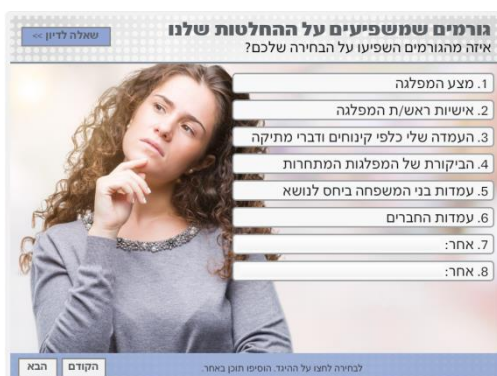 גורמים שמשפיעים על ההחלטות שלנו
איזה מהגורמים השפיעו על הבחירה שלכם?
שאלה לדיון >>
1. מצע המפלגה
2. אישיות ראש/ת המפלגה
3. העמדה שלי כלפי קינוחים ודברי מתיקה
4. הביקורת של המפלגות המתחרות
5. עמדות בני המשפחה ביחס לנושא
6. עמדות החברים
7. אחר:
8. אחר:
לבחירה לחצו על ההיגד. הוסיפו תוכן באחר.
הקודם
הבא